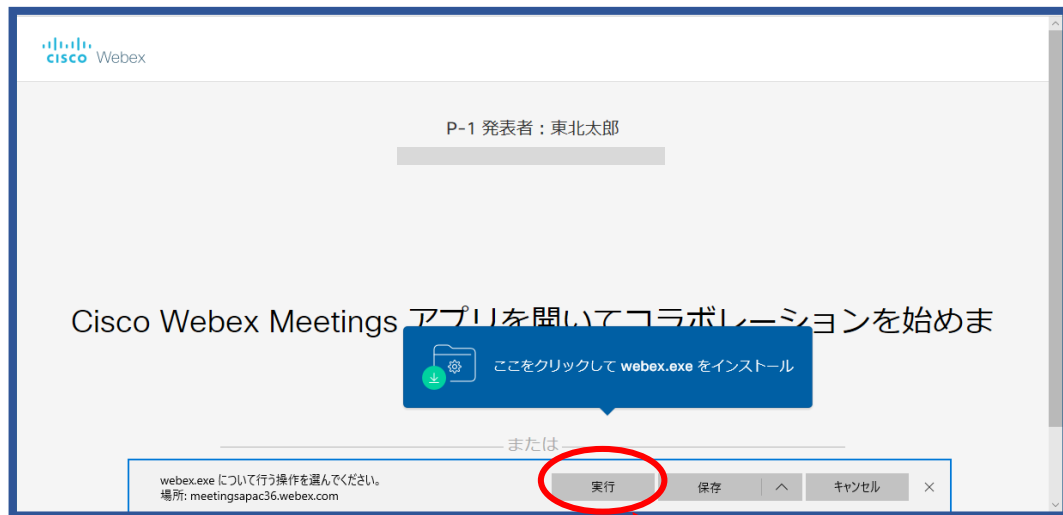 cisco Webex
P-1 発表者：東北太郎
Cisco Webex Meetings アプリを開いてコラボレーションを始めま
ここをクリックして webex.exe をインストール
または
webex.exe について行う操作を選んでください。
場所: meetingsapac36.webex.com
実行 保存 キャンセル